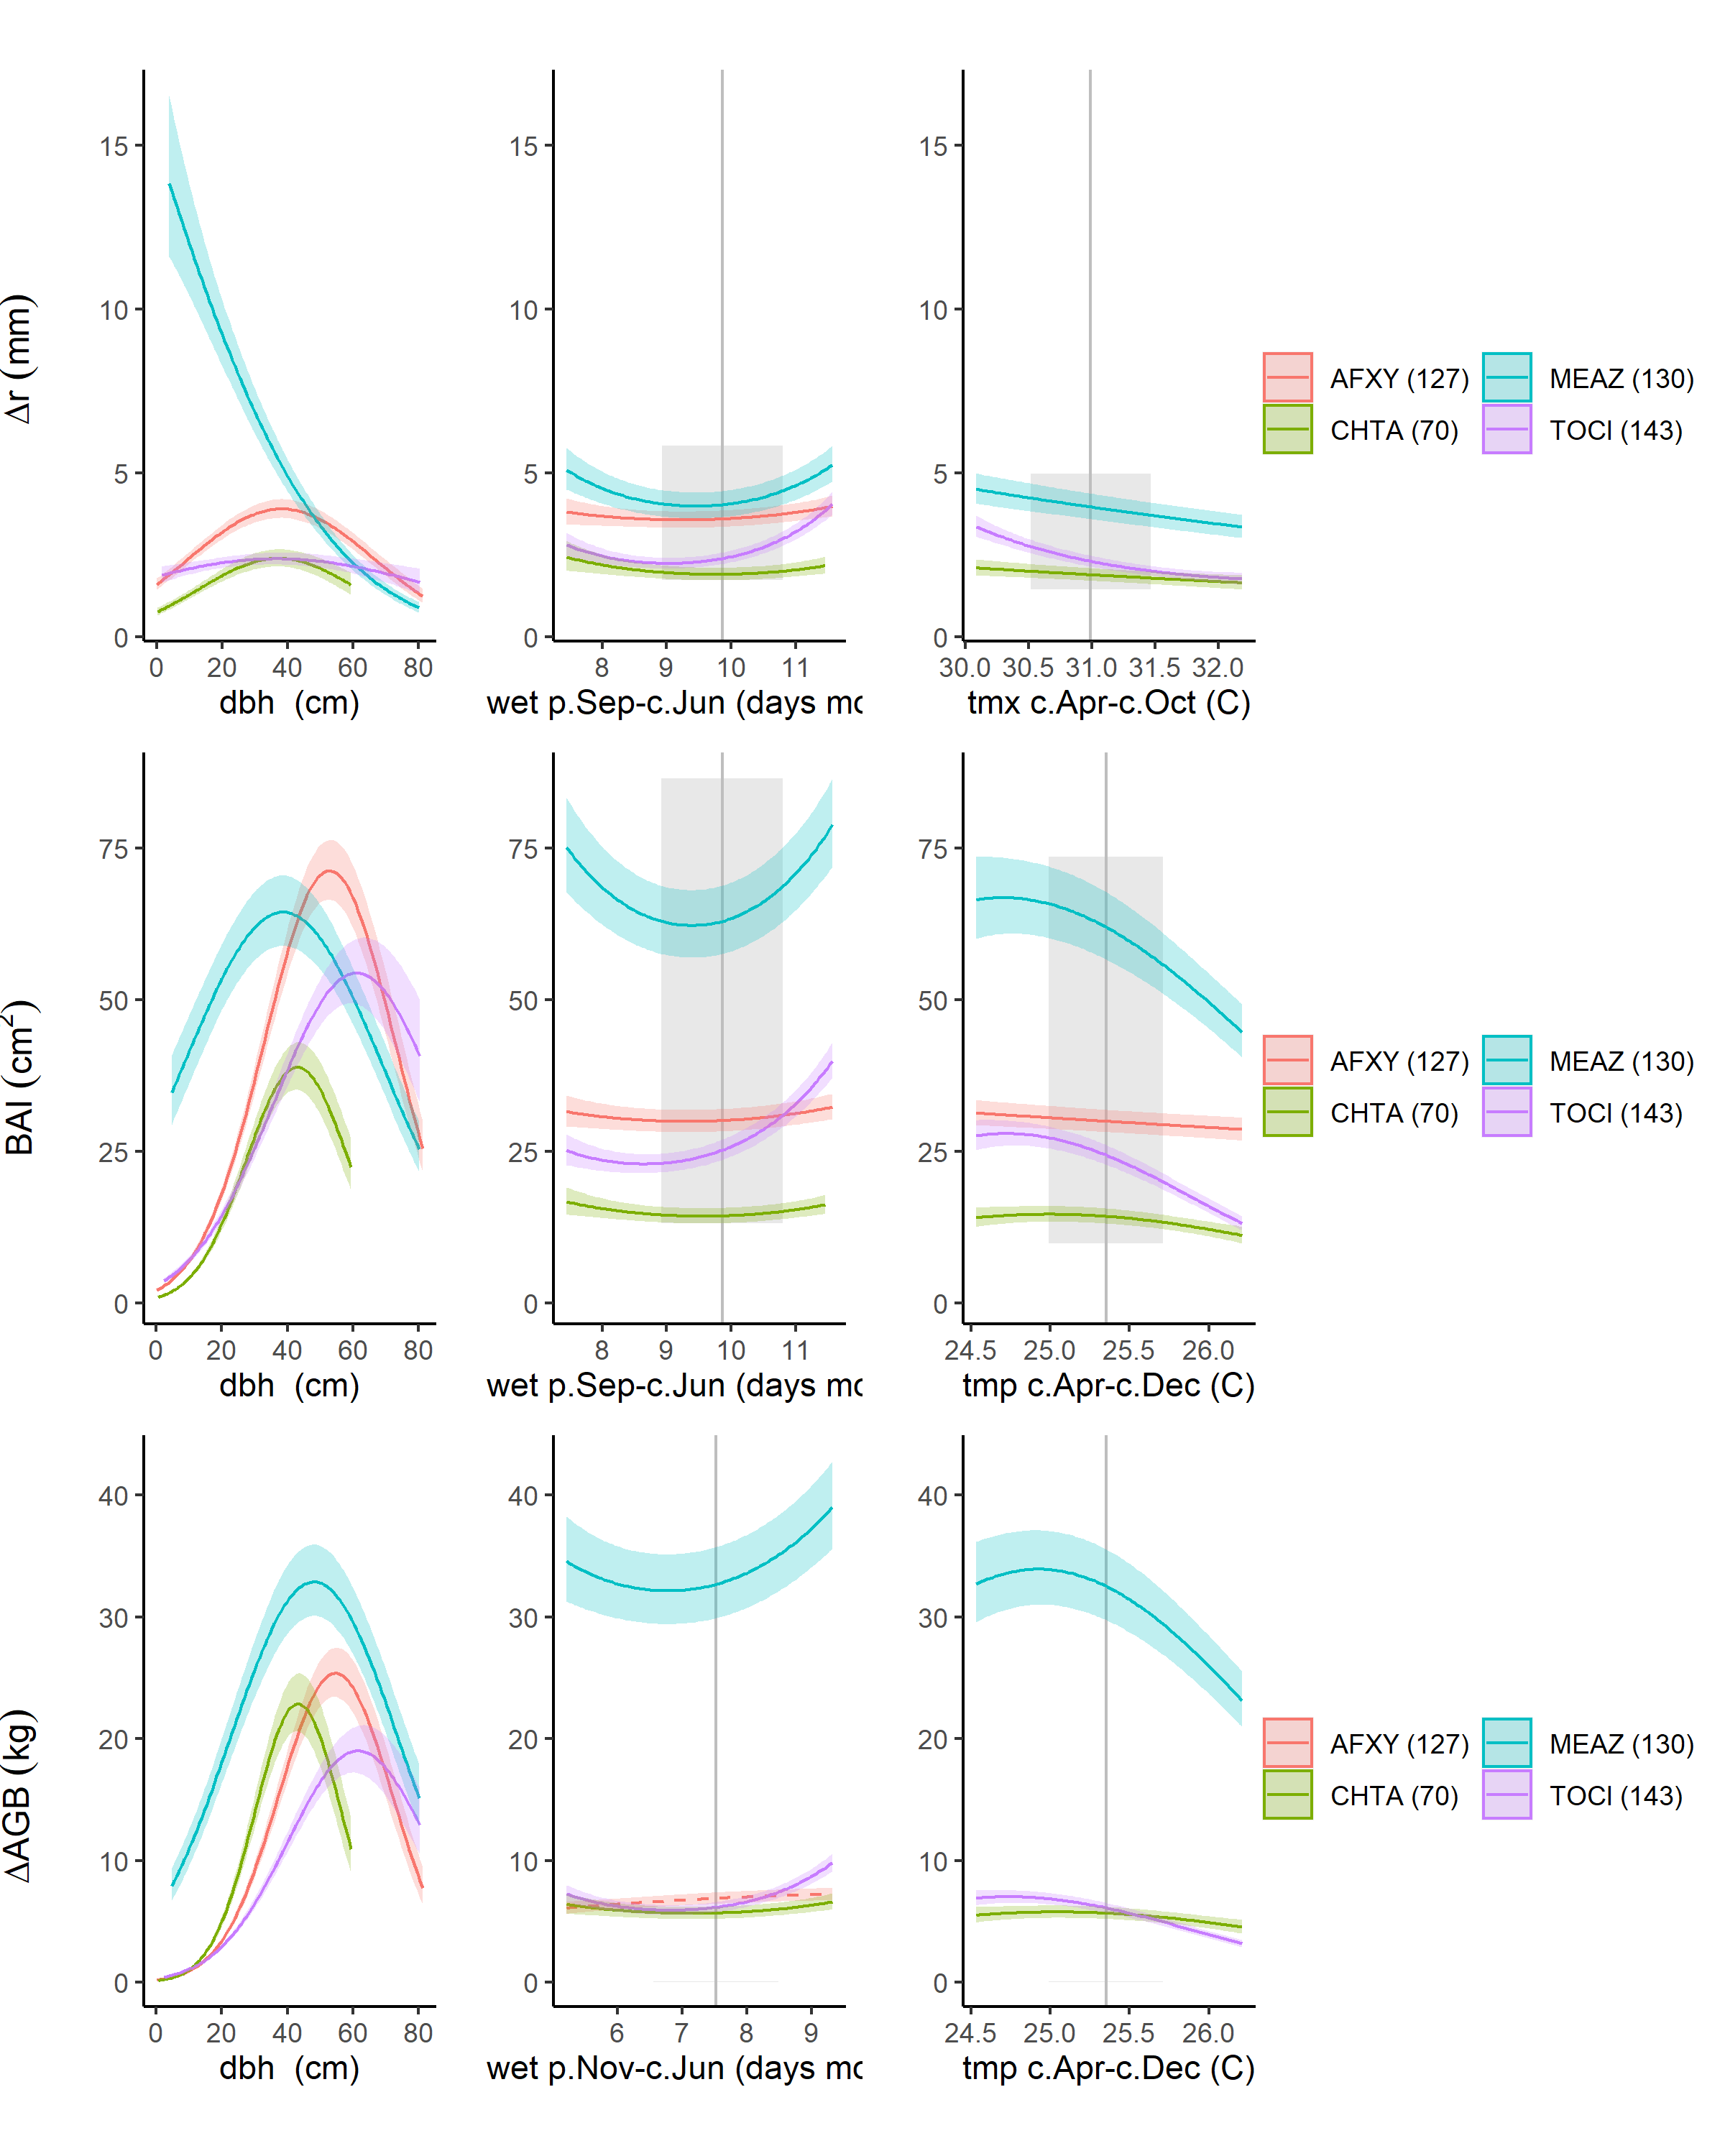 Δr (mm)
15
10
5
0
0 20 40 60 80
dbh (cm)
15
10
5
0
8 9 10 11
wet p.Sep-c.Jun (days mo
15
10
5
0
30.0 30.5 31.0 31.5 32.0
tmx c.Apr-c.Oct (C)
AFXY (127) MEAZ (130)
CHTA (70) TOCI (143)
BAI (cm²)
75
50
25
0
0 20 40 60 80
dbh (cm)
75
50
25
0
8 9 10 11
wet p.Sep-c.Jun (days mo
75
50
25
0
24.5 25.0 25.5 26.0
tmp c.Apr-c.Dec (C)
AFXY (127) MEAZ (130)
CHTA (70) TOCI (143)
ΔAGB (kg)
40
30
20
10
0
0 20 40 60 80
dbh (cm)
40
30
20
10
0
6 7 8 9
wet p.Nov-c.Jun (days mo
40
30
20
10
0
24.5 25.0 25.5 26.0
tmp c.Apr-c.Dec (C)
AFXY (127) MEAZ (130)
CHTA (70) TOCI (143)